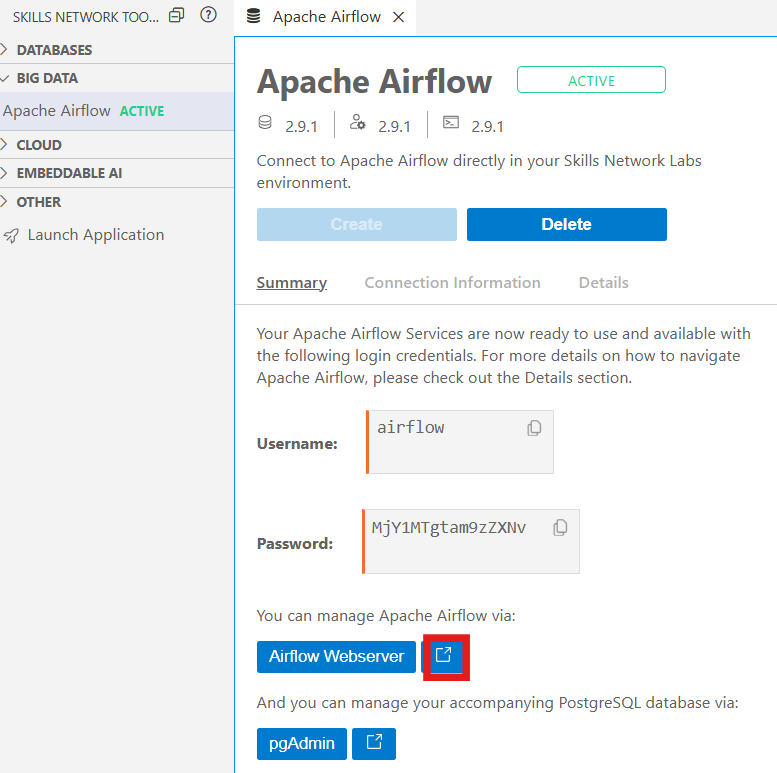 SKILLS NETWORK TOO...
DATABASES
BIG DATA
Apache Airflow ACTIVE
CLOUD
EMBEDDABLE AI
OTHER
Launch Application
Apache Airflow
Apache Airflow ACTIVE
2.9.1 2.9.1 2.9.1
Connect to Apache Airflow directly in your Skills Network Labs
environment.
Create Delete
Summary Connection Information Details
Your Apache Airflow Services are now ready to use and available with
the following login credentials. For more details on how to navigate
Apache Airflow, please check out the Details section.
Username: airflow
Password: MjY1MTgtam9zZXNv
You can manage Apache Airflow via:
Airflow Webserver
And you can manage your accompanying PostgreSQL database via:
pgAdmin